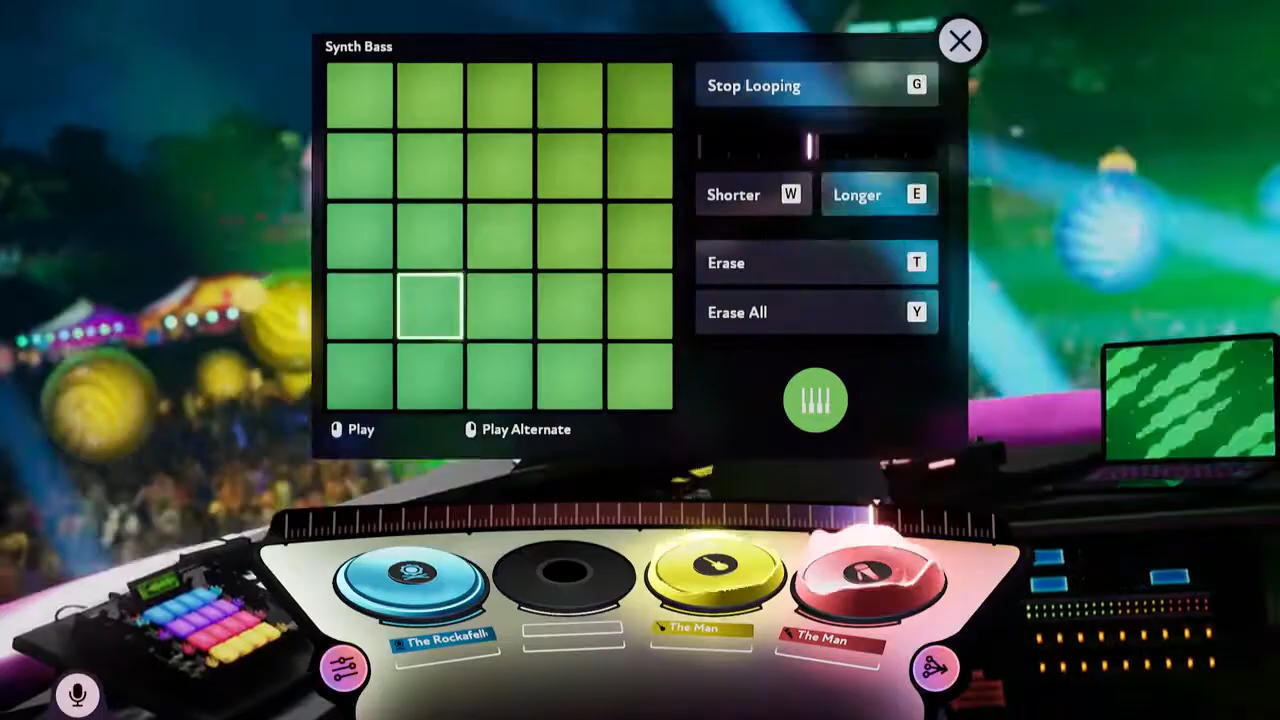 Synth Bass
Stop Looping G
Shorter W Longer E
Erase T
Erase All Y
Play Play Alternate
The Rockafell
The Man
The Man